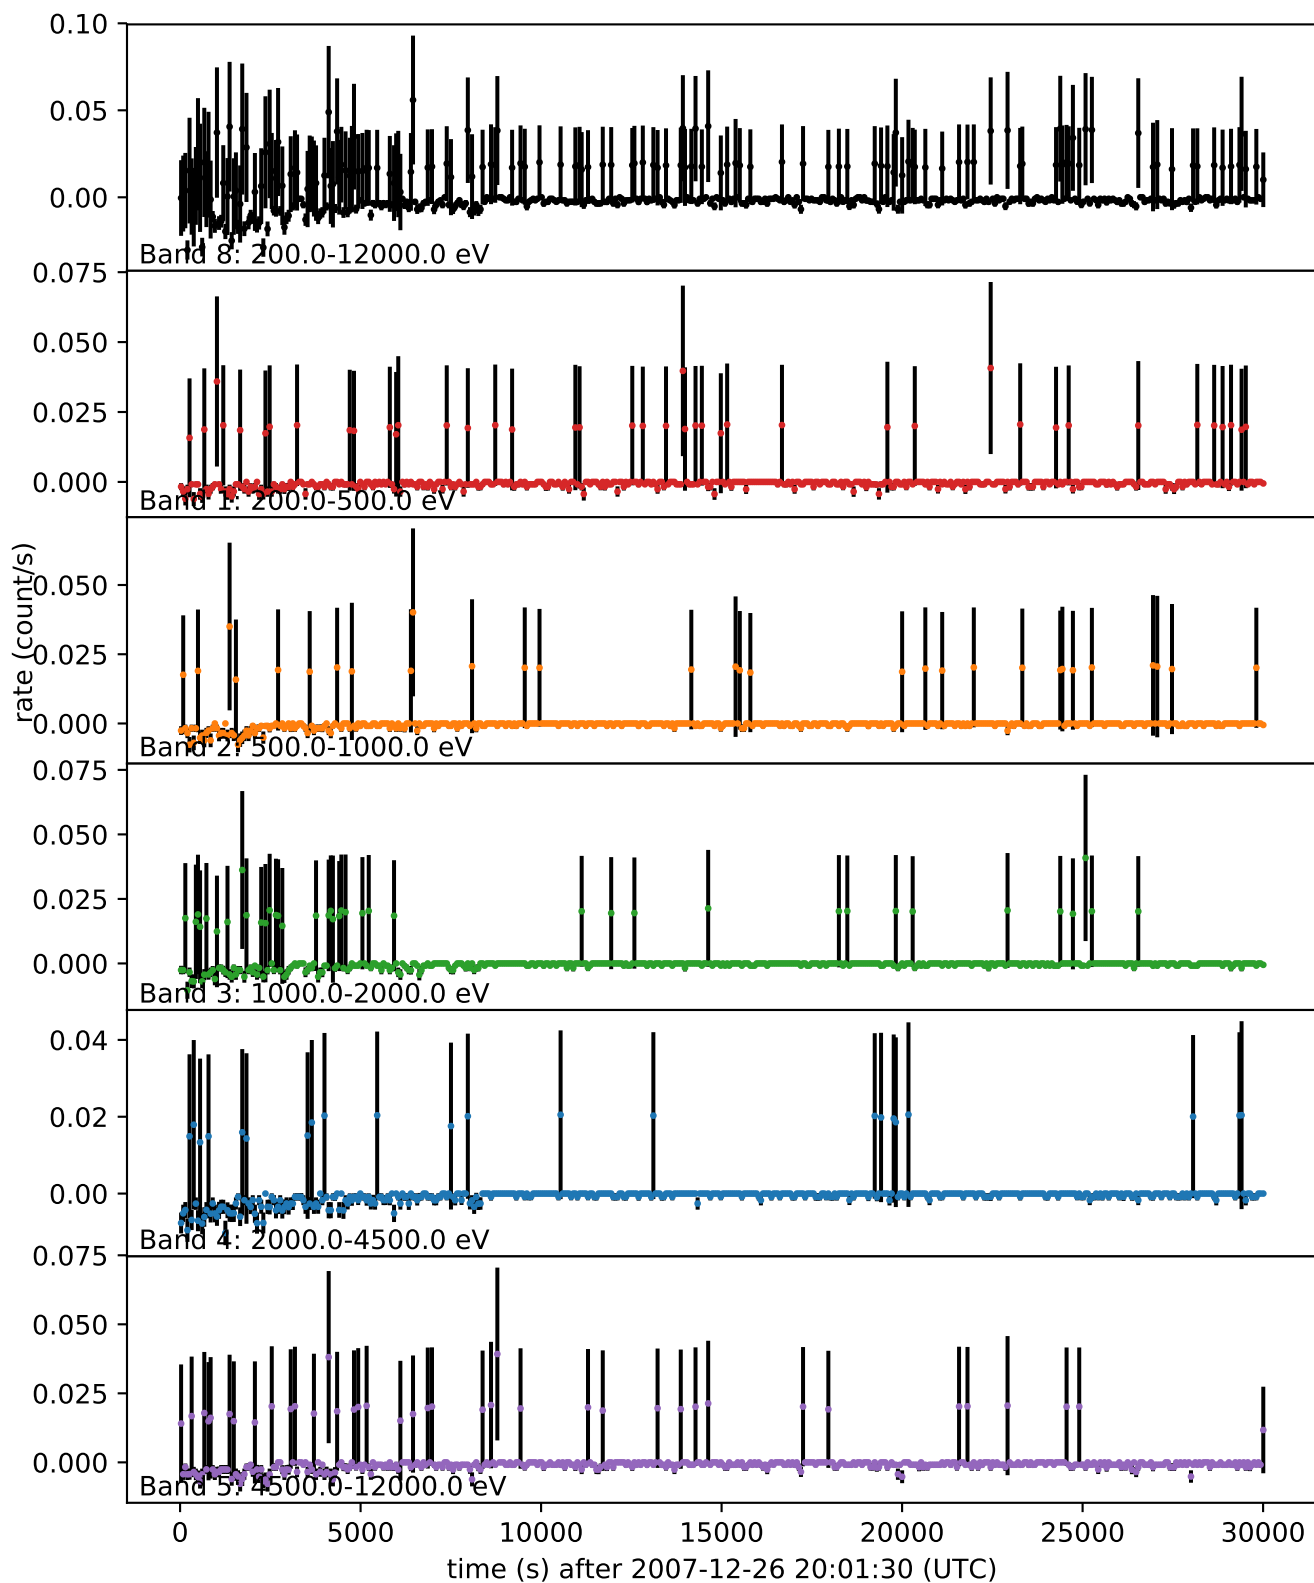 0.10
0.05
0.00
Band 8: 200.0-12000.0 eV
0.075
0.050
0.025
0.000
Band 1: 200.0-500.0 eV
rate (count/s)
0.050
0.025
0.000
Band 2: 500.0-1000.0 eV
0.075
0.050
0.025
0.000
Band 3: 1000.0-2000.0 eV
0.04
0.02
0.00
Band 4: 2000.0-4500.0 eV
0.075
0.050
0.025
0.000
Band 5: 4500.0-12000.0 eV
0 5000 10000 15000 20000 25000 30000
time (s) after 2007-12-26 20:01:30 (UTC)